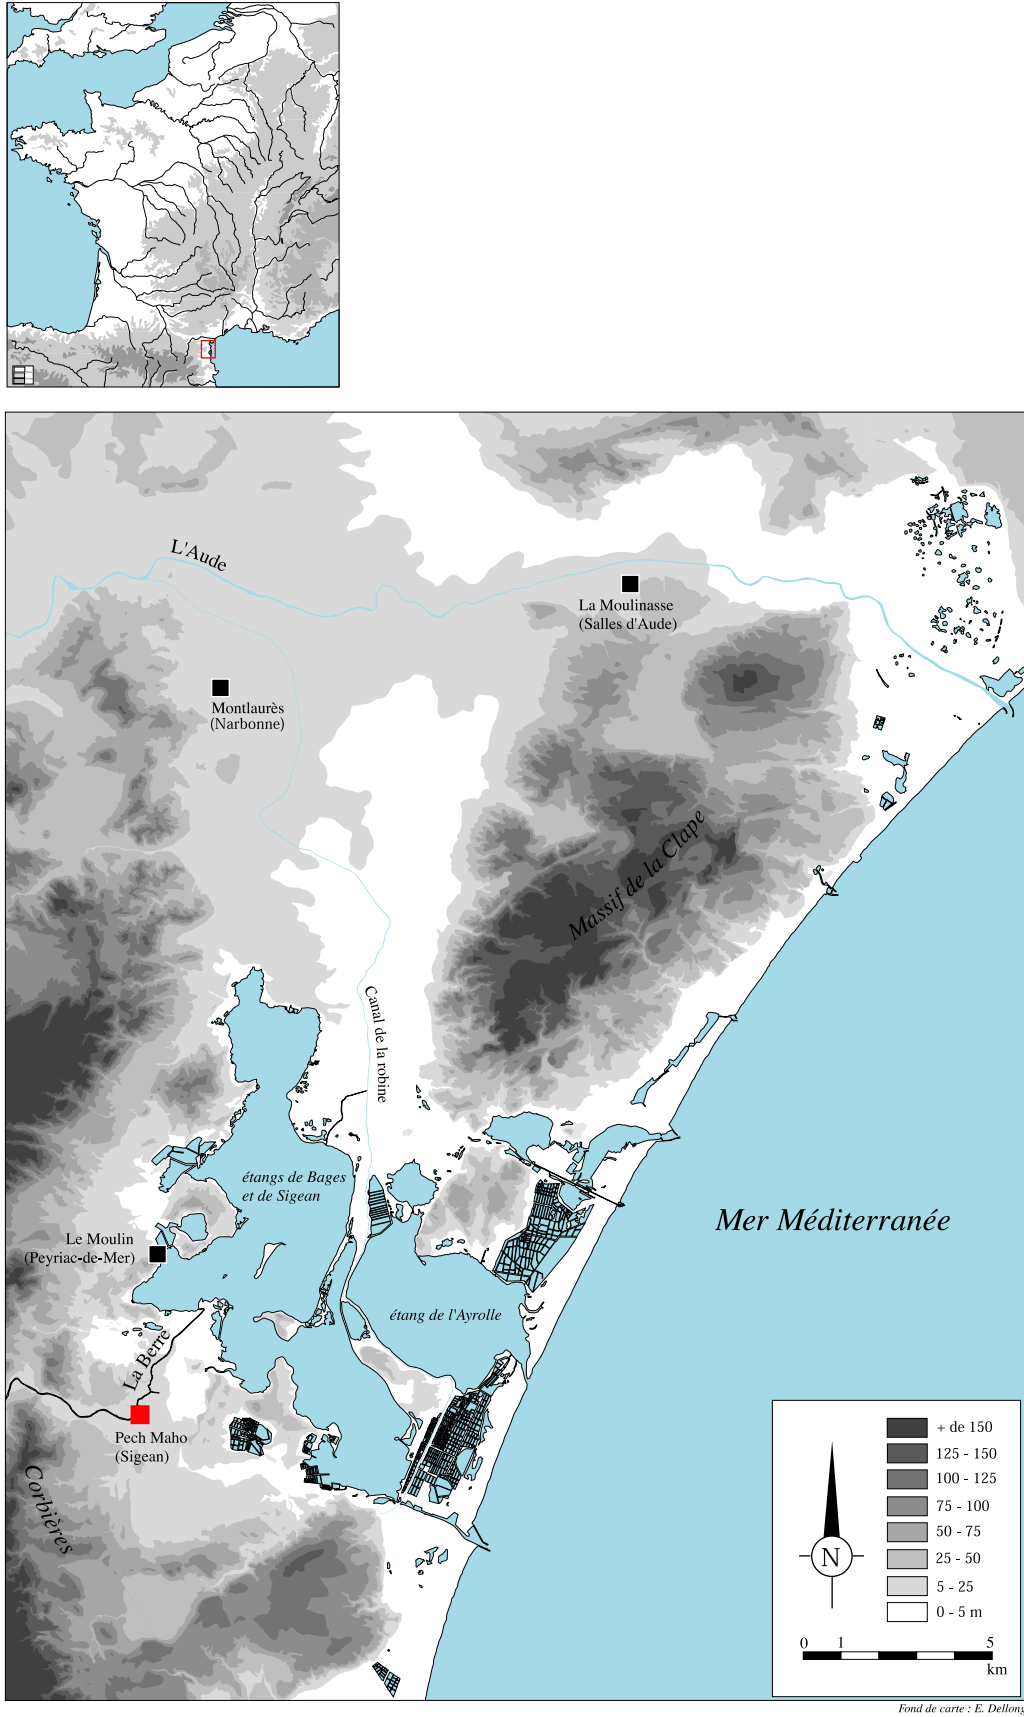 L'Aude
La Moulinasse
(Salles d'Aude)
Montlaurès
(Narbonne)
Massif de la Clape
Canal de la robine
étangs de Bages
et de Sigean
Mer Méditerranée
Le Moulin
(Peyriac-de-Mer)
étang de l'Ayrolle
La Berre
Pech Maho
(Sigean)
Corbières
+ de 150
125 - 150
100 - 125
75 - 100
50 - 75
25 - 50
5 - 25
0 - 5 m
N
0 1 5
km
Fond de carte : E. Dellong